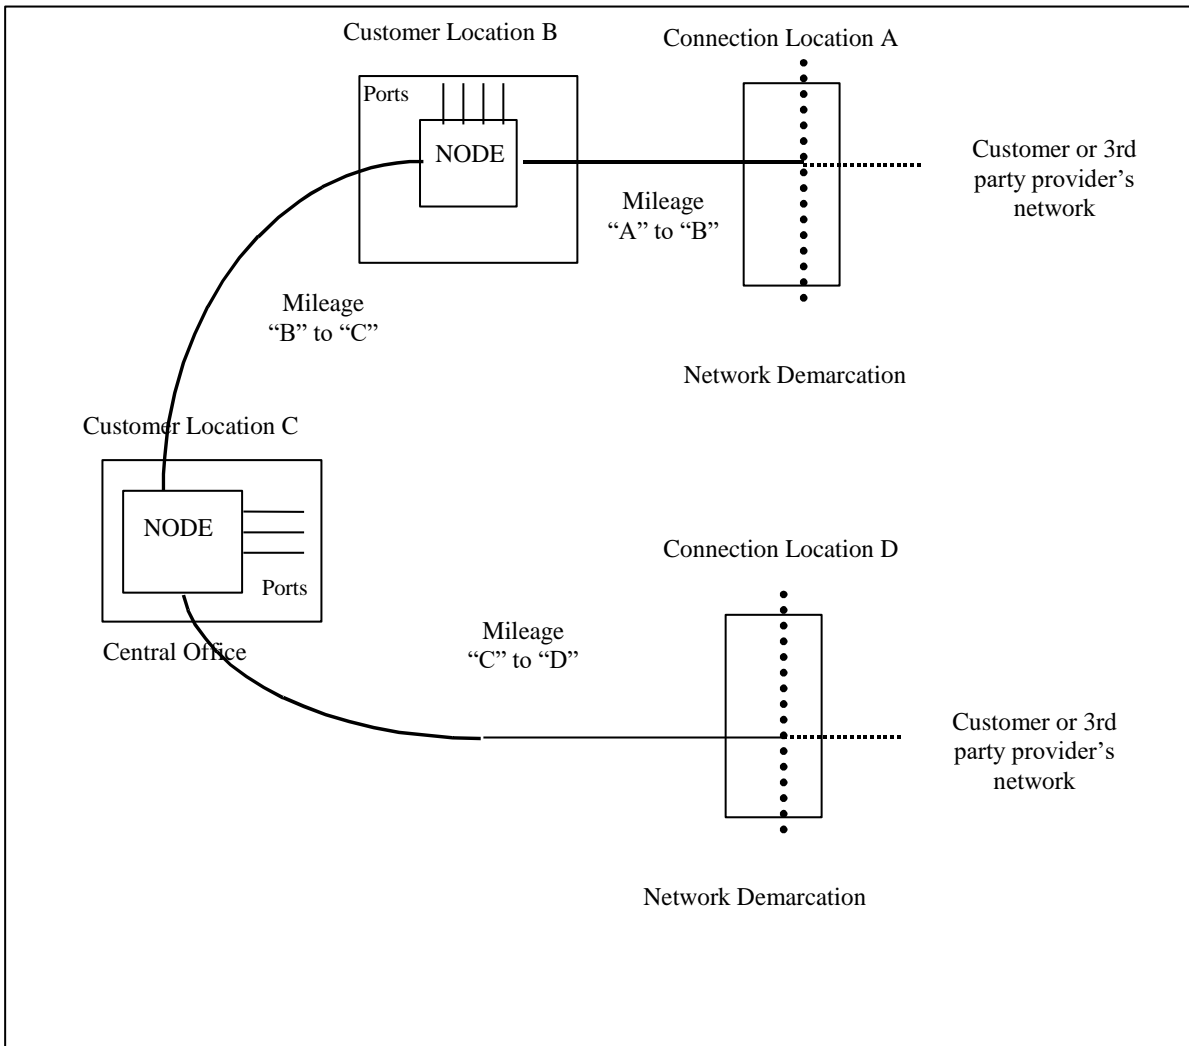 Customer Location B
Connection Location A
Ports
NODE
Customer or 3rd
party provider’s
network
Mileage
“A” to “B”
Mileage
“B” to “C”
Network Demarcation
Customer Location C
NODE
Ports
Central Office
Connection Location D
Mileage
“C” to “D”
Customer or 3rd
party provider’s
network
Network Demarcation